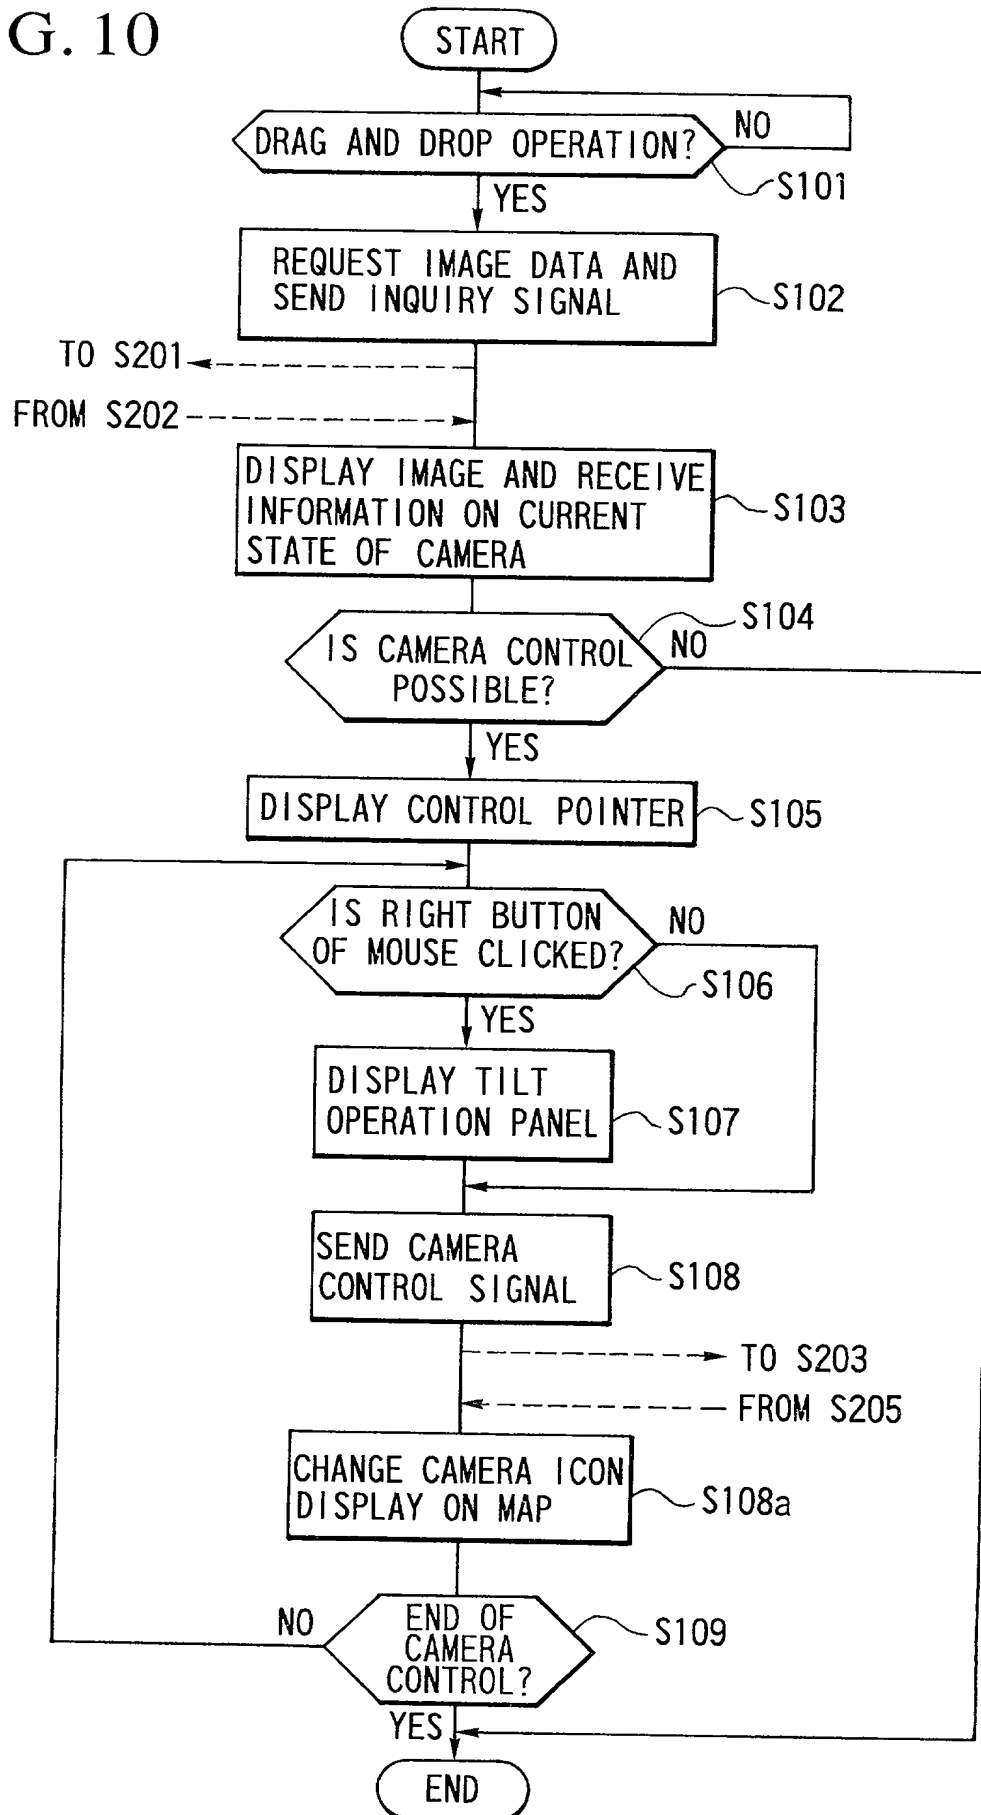 G. 10
START
DRAG AND DROP OPERATION?
NO
S101
YES
REQUEST IMAGE DATA AND
SEND INQUIRY SIGNAL
S102
TO S201
FROM S202
DISPLAY IMAGE AND RECEIVE
INFORMATION ON CURRENT
STATE OF CAMERA
S103
S104
IS CAMERA CONTROL
POSSIBLE?
NO
YES
DISPLAY CONTROL POINTER
S105
IS RIGHT BUTTON
OF MOUSE CLICKED?
NO
S106
YES
DISPLAY TILT
OPERATION PANEL
S107
SEND CAMERA
CONTROL SIGNAL
S108
TO S203
FROM S205
CHANGE CAMERA ICON
DISPLAY ON MAP
S108a
NO
END OF
CAMERA
CONTROL?
S109
YES
END